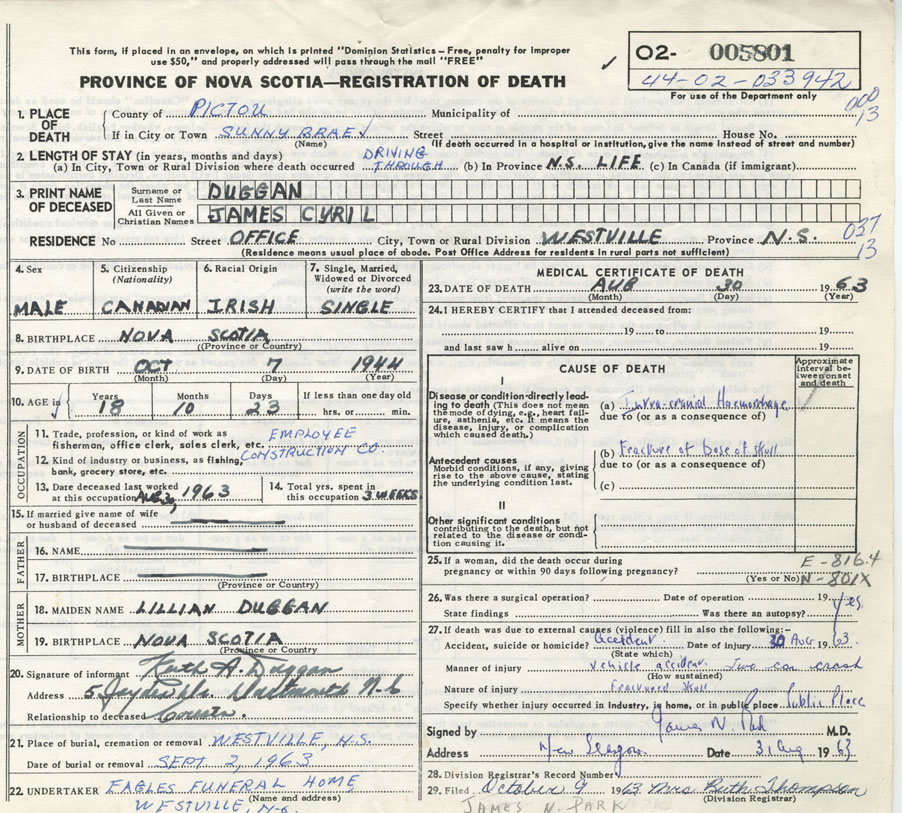 This form, if placed in an envelope, on which is printed "Dominion Statistics – Free, penalty for improper
use $50," and properly addressed will pass through the mail "FREE"
✓
O2- 005801
44-02-033942
For use of the Department only
PROVINCE OF NOVA SCOTIA—REGISTRATION OF DEATH
000
13
1. PLACE OF DEATH
County of PICTOU Municipality of
If in City or Town SUNNY BRAE Street House No.
(Name) (If death occurred in a hospital or institution, give the name instead of street and number)
2. LENGTH OF STAY (in years, months and days)
(a) In City, Town or Rural Division where death occurred DRIVING THROUGH (b) In Province N.S. LIFE (c) In Canada (if immigrant)
3. PRINT NAME OF DECEASED
Surname or Last Name DUGGAN
All Given or Christian Names JAMES CYRIL
027
13
RESIDENCE No Street OFFICE City, Town or Rural Division WESTVILLE Province N.S.
(Residence means usual place of abode. Post Office Address for residents in rural parts not sufficient)
4. Sex MALE
5. Citizenship (Nationality) CANADIAN
6. Racial Origin IRISH
7. Single, Married, Widowed or Divorced (write the word) SINGLE
8. BIRTHPLACE NOVA SCOTIA
(Province or Country)
9. DATE OF BIRTH OCT 7 1944
(Month) (Day) (Year)
10. AGE in Years Months Days If less than one day old
18 10 23 hrs. or min.
OCCUPATION
11. Trade, profession, or kind of work as fisherman, office clerk, sales clerk, etc. EMPLOYEE
12. Kind of industry or business, as fishing, bank, grocery store, etc. CONSTRUCTION CO.
13. Date deceased last worked at this occupation AUG 30, 1963
14. Total yrs. spent in this occupation 3 WEEKS
15. If married give name of wife or husband of deceased
FATHER
16. NAME
17. BIRTHPLACE
(Province or Country)
MOTHER
18. MAIDEN NAME LILLIAN DUGGAN
19. BIRTHPLACE NOVA SCOTIA
(Province or Country)
20. Signature of informant Keith A. Duggan
Address 5 Dartmouth N.S
Relationship to deceased Cousin.
21. Place of burial, cremation or removal WESTVILLE, N.S.
Date of burial or removal SEPT 2, 1963
22. UNDERTAKER EAGLES FUNERAL HOME
(Name and address)
WESTVILLE, N.S.
MEDICAL CERTIFICATE OF DEATH
23. DATE OF DEATH AUG 30 1963
(Month) (Day) (Year)
24. I HEREBY CERTIFY that I attended deceased from:
19 to 19
and last saw h alive on 19
CAUSE OF DEATH
Approximate interval between onset and death
I
Disease or condition directly leading to death (This does not mean the mode of dying, e.g., heart failure, asthenia, etc. It means the disease, injury, or complication which caused death.)
(a) Intra-cranial Haemorrhage
due to (or as a consequence of)
Antecedent causes
Morbid conditions, if any, giving rise to the above cause, stating the underlying condition last.
(b) Fracture of base of skull
due to (or as a consequence of)
(c)
II
Other significant conditions
contributing to the death, but not related to the disease or condition causing it.
25. If a woman, did the death occur during pregnancy or within 90 days following pregnancy?
(Yes or No)
E-816.4
N-801X
26. Was there a surgical operation? Date of operation 19
State findings Was there an autopsy? yes
27. If death was due to external causes (violence) fill in also the following:–
Accident, suicide or homicide? Accident Date of injury 30 Aug 1963.
(State which)
Manner of injury vehicle accident. Two car crash
(How sustained)
Nature of injury Fractured skull
Specify whether injury occurred in industry, in home, or in public place Public Place
Signed by James N. Park M.D.
Address New Glasgow Date 31 Aug 1963
28. Division Registrar's Record Number
29. Filed October 9 1963 Mrs Ruth Thompson
(Division Registrar)
JAMES N. PARK